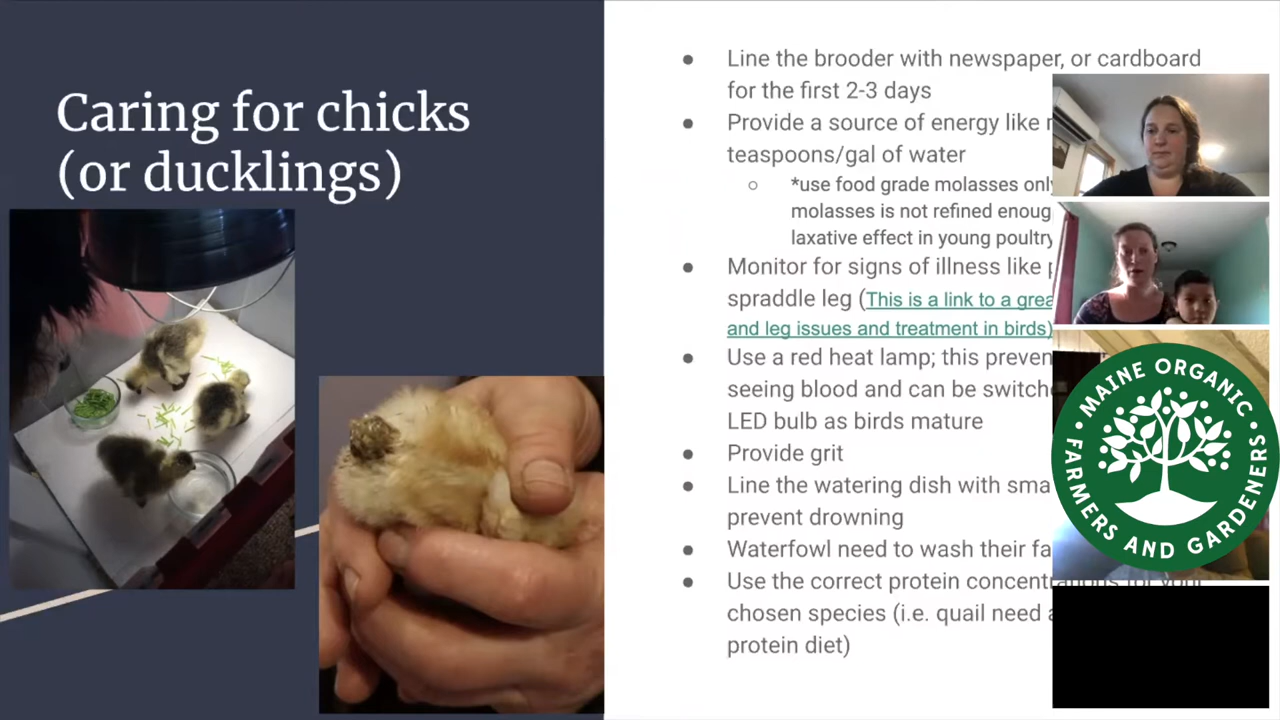 Caring for chicks
(or ducklings)
Line the brooder with newspaper, or cardboard
for the first 2-3 days
Provide a source of energy like
teaspoons/gal of water
*use food grade molasses only
molasses is not refined enoug
laxative effect in young poultry
Monitor for signs of illness like
spraddle leg (This is a link to a grea
and leg issues and treatment in birds)
Use a red heat lamp; this preven
seeing blood and can be switch
LED bulb as birds mature
Provide grit
Line the watering dish with sma
prevent drowning
Waterfowl need to wash their fa
Use the correct protein concentrations for your
chosen species (i.e. quail need a
protein diet)
MAINE ORGANIC
FARMERS AND GARDENERS